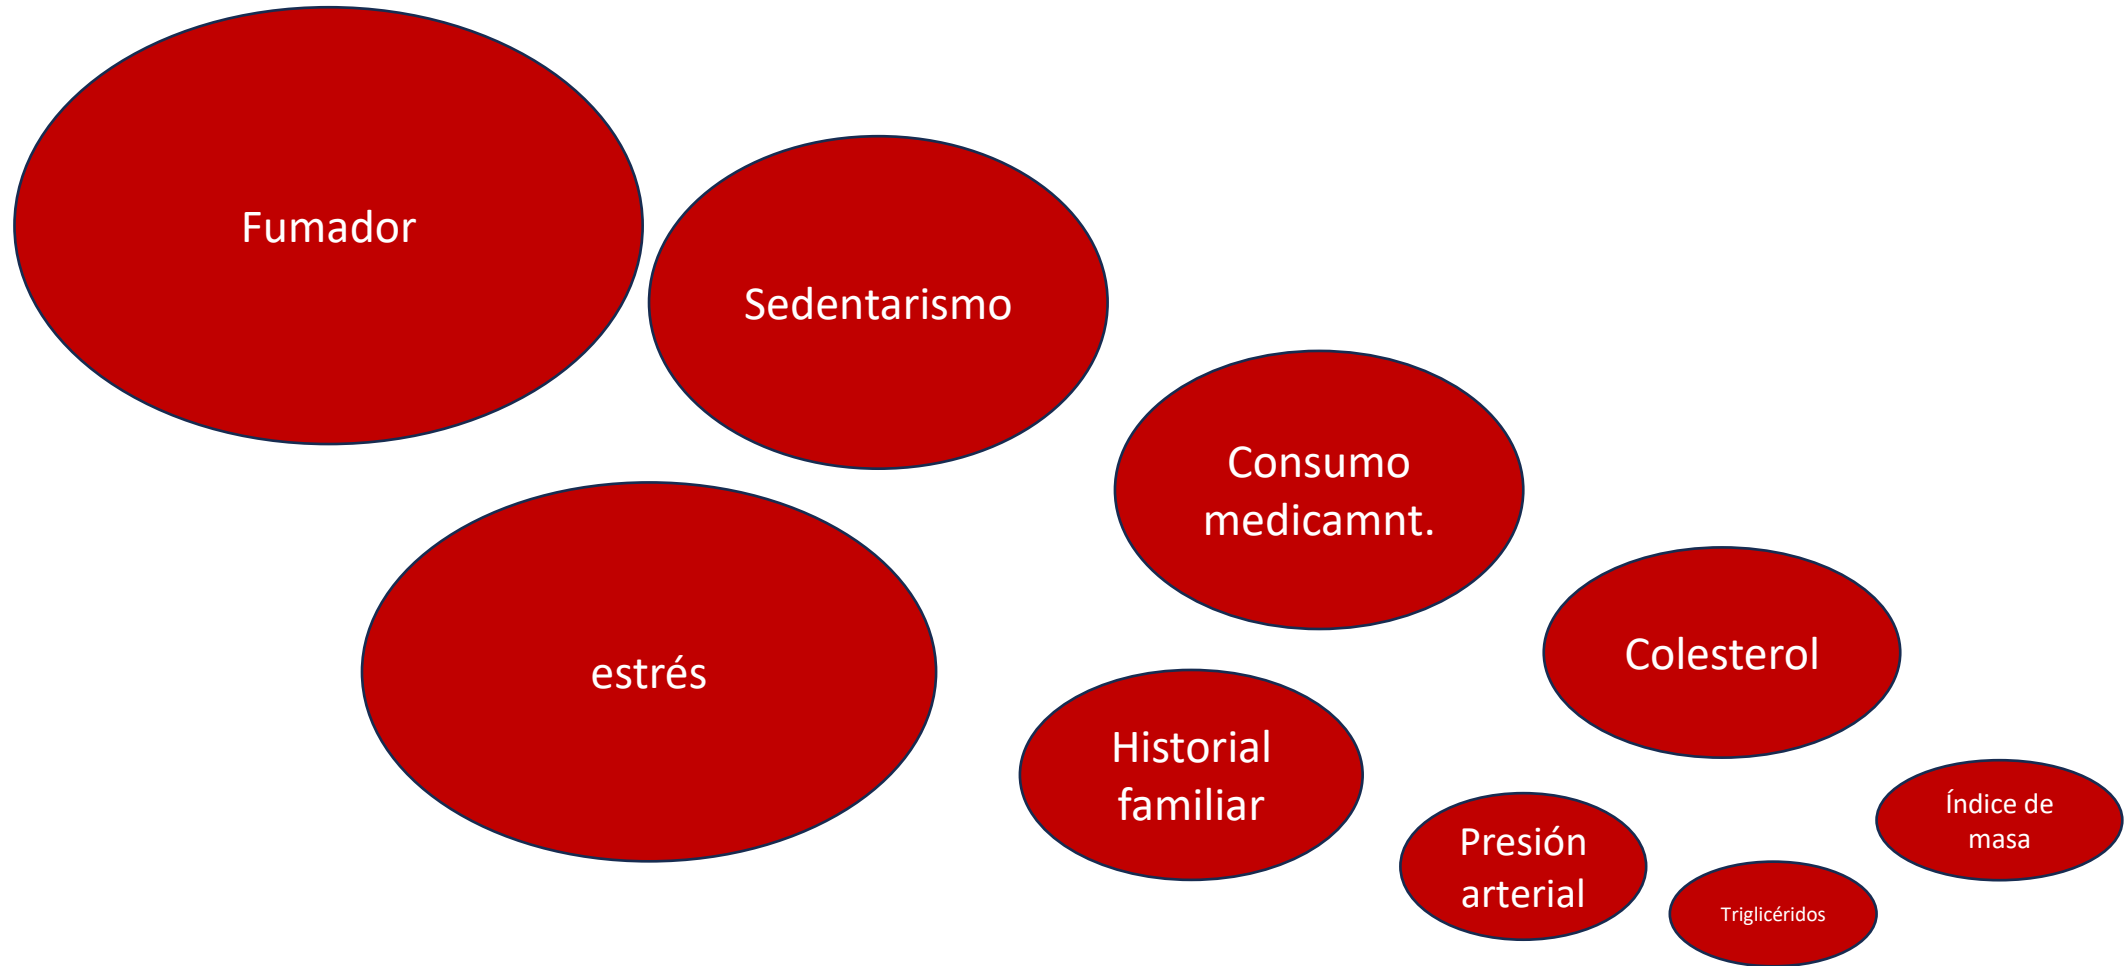 Fumador
Sedentarismo
Consumo
medicamnt.
estrés
Colesterol
Historial
familiar
Presión
arterial
Índice de
masa
Triglicéridos